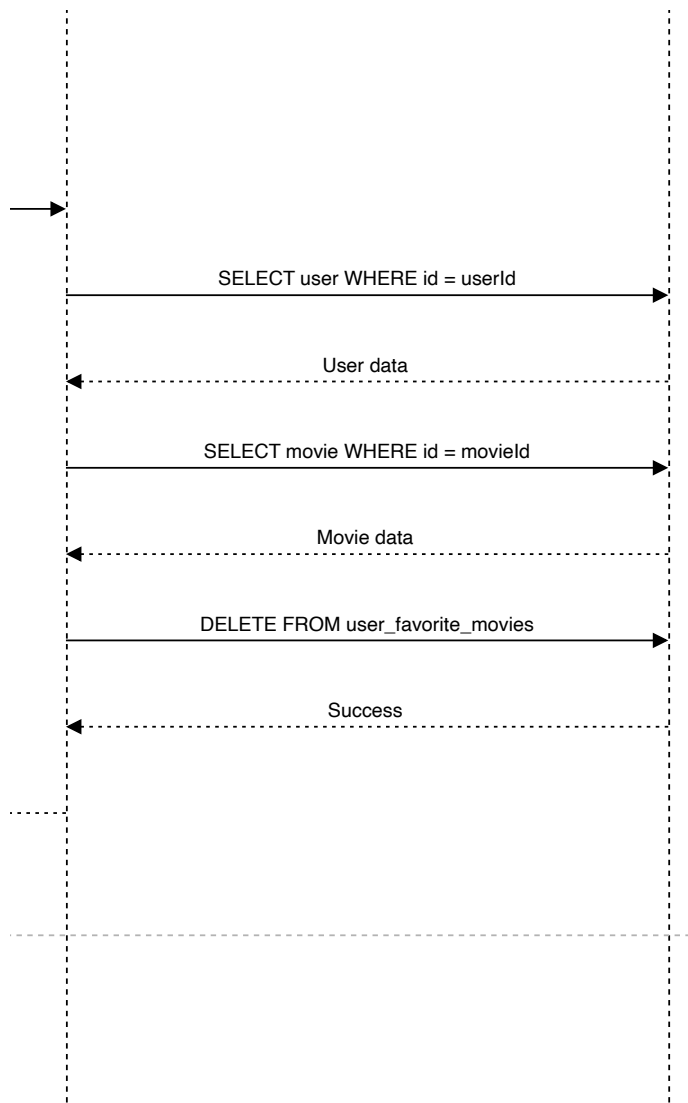 SELECT user WHERE id = userId
User data
SELECT movie WHERE id = movieId
Movie data
DELETE FROM user_favorite_movies
Success